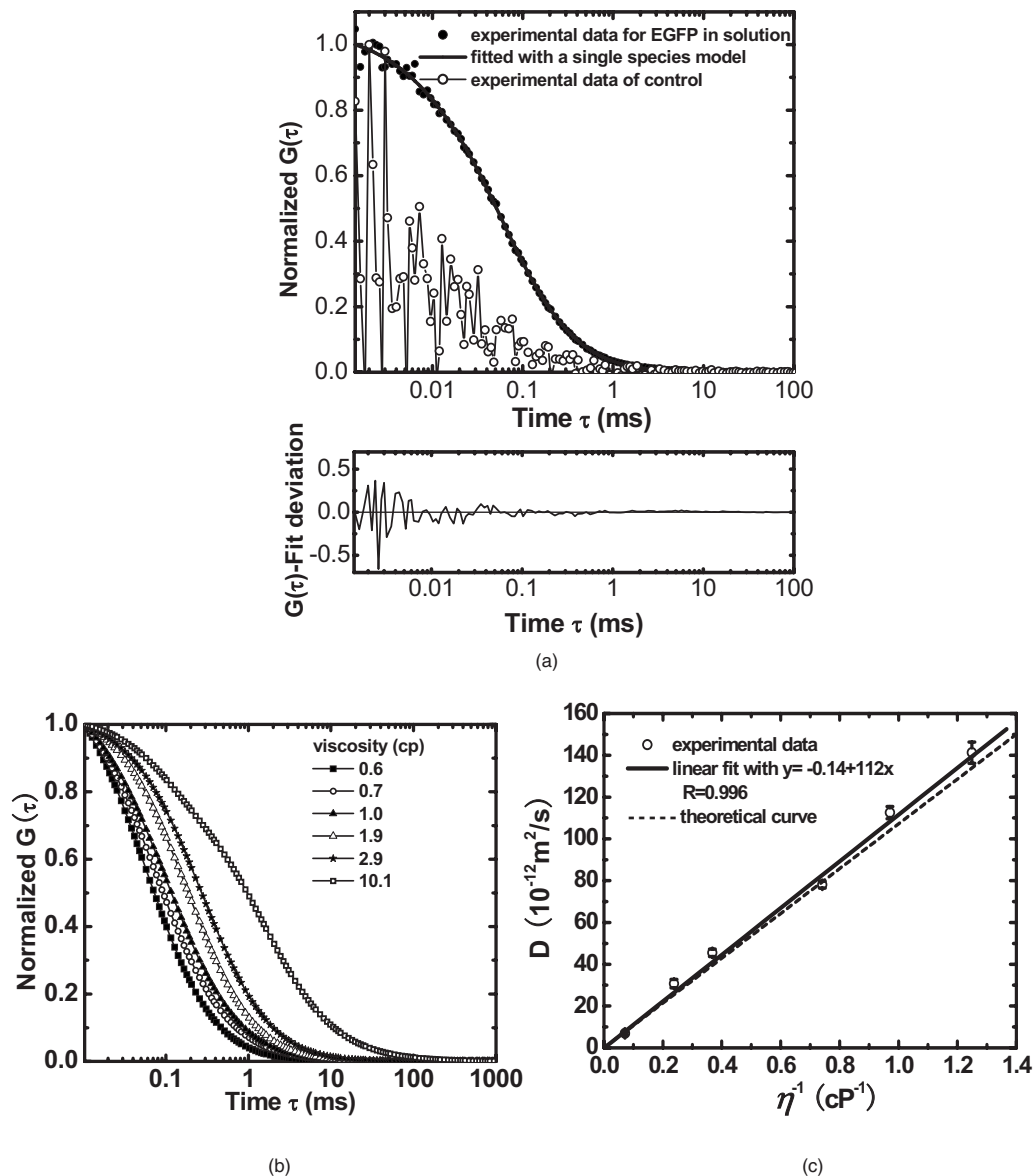 experimental data for EGFP in solution
fitted with a single species model
experimental data of control
Normalized G(τ)
1.0
0.8
0.6
0.4
0.2
0.0
0.01 0.1 1 10 100
Time τ (ms)
G(τ)-Fit deviation
0.5
0.0
-0.5
0.01 0.1 1 10 100
Time τ (ms)
(a)
Normalized G (τ)
1.0
0.8
0.6
0.4
0.2
0.0
viscosity (cp)
0.6
0.7
1.0
1.9
2.9
10.1
0.1 1 10 100 1000
Time τ (ms)
(b)
D (10⁻¹²m²/s)
160
140
120
100
80
60
40
20
0
experimental data
linear fit with y= -0.14+112x
R=0.996
theoretical curve
0.0 0.2 0.4 0.6 0.8 1.0 1.2 1.4
η⁻¹ (cP⁻¹)
(c)